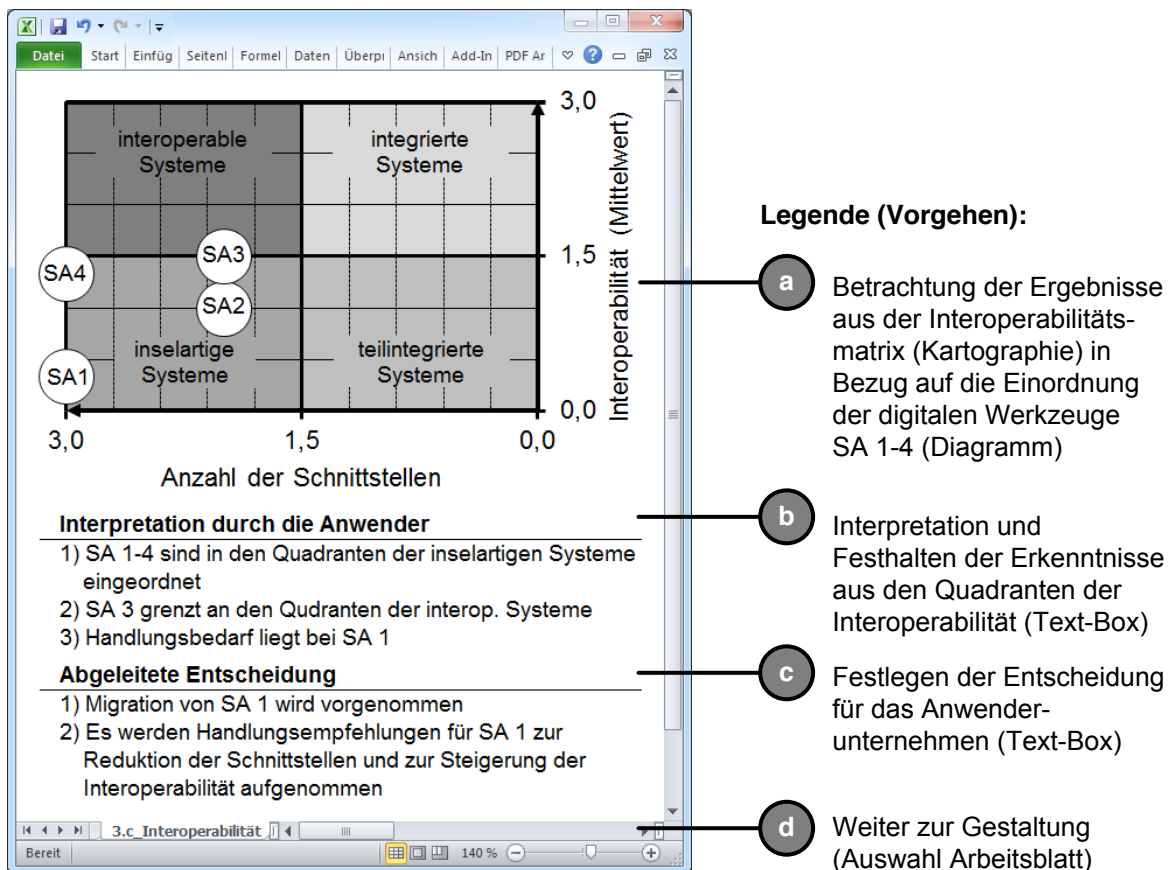 Datei Start Einfüg Seitenl Formel Daten Überpr Ansich Add-In PDF Ar
3,0
interoperable
Systeme
integrierte
Systeme
Interoperabilität (Mittelwert)
SA3
1,5
SA4
SA2
inselartige
Systeme
teilintegrierte
Systeme
SA1
0,0
3,0 1,5 0,0
Anzahl der Schnittstellen
Interpretation durch die Anwender
1) SA 1-4 sind in den Quadranten der inselartigen Systeme
eingeordnet
2) SA 3 grenzt an den Qudranten der interop. Systeme
3) Handlungsbedarf liegt bei SA 1
Abgeleitete Entscheidung
1) Migration von SA 1 wird vorgenommen
2) Es werden Handlungsempfehlungen für SA 1 zur
Reduktion der Schnittstellen und zur Steigerung der
Interoperabilität aufgenommen
3.c_Interoperabilität
Bereit 140 %
Legende (Vorgehen):
a
Betrachtung der Ergebnisse
aus der Interoperabilitäts-
matrix (Kartographie) in
Bezug auf die Einordnung
der digitalen Werkzeuge
SA 1-4 (Diagramm)
b
Interpretation und
Festhalten der Erkenntnisse
aus den Quadranten der
Interoperabilität (Text-Box)
c
Festlegen der Entscheidung
für das Anwender-
unternehmen (Text-Box)
d
Weiter zur Gestaltung
(Auswahl Arbeitsblatt)